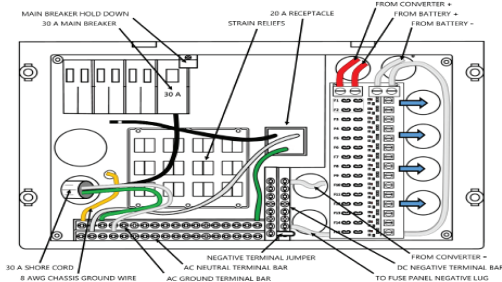 FROM CONVERTER +
MAIN BREAKER HOLD DOWN
20 A RECEPTACLE
FROM BATTERY +
30 A MAIN BREAKER
STRAIN RELIEFS
FROM BATTERY -
30 A
NEGATIVE TERMINAL JUMPER
FROM CONVERTER -
30 A SHORE CORD
AC NEUTRAL TERMINAL BAR
DC NEGATIVE TERMINAL BAR
8 AWG CHASSIS GROUND WIRE
AC GROUND TERMINAL BAR
TO FUSE PANEL NEGATIVE LUG